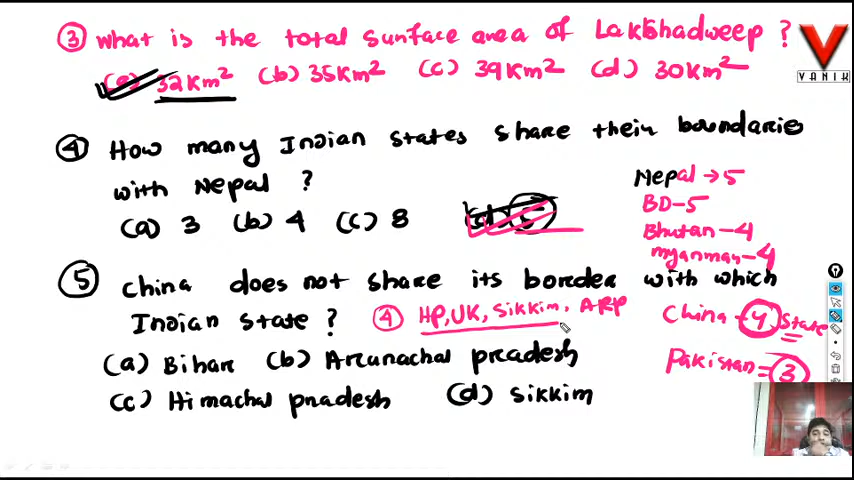 ③ What is the total surface area of Lakshadweep ?
(a) 32 Km² (b) 35Km² (c) 39Km² (d) 30Km²
VANIK
④ How many Indian states share their boundaries
with Nepal ?
(a) 3 (b) 4 (c) 8 (d) 5
Nepal → 5
BD - 5
Bhutan - 4
Myanmar - 4
⑤ China does not share its border with which
Indian state ?
④ HP, UK, Sikkim, ARP
China - 4 State
(a) Bihar (b) Arunachal pradesh
Pakistan = 3
(c) Himachal pradesh (d) Sikkim